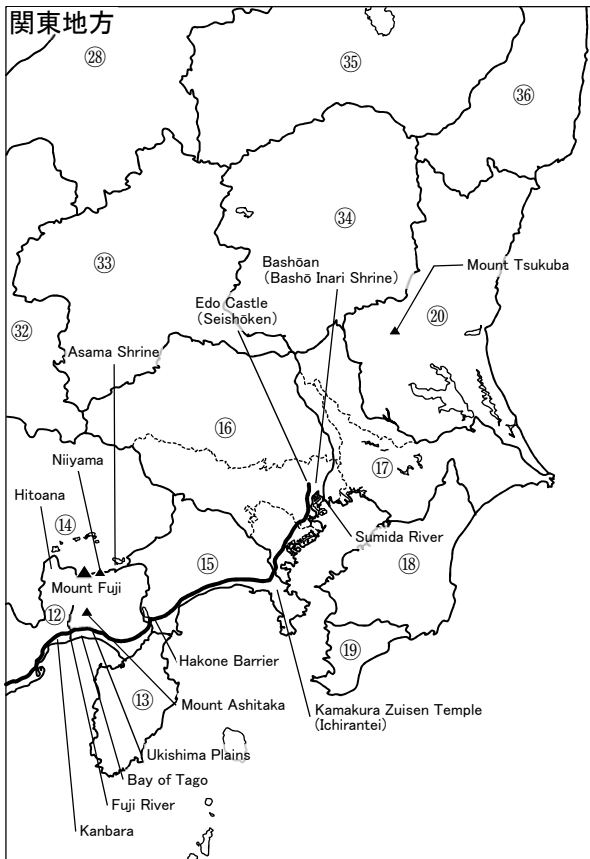 関東地方
㉘
㉟
㊱
㉞
Bashōan
(Bashō Inari Shrine)
Mount Tsukuba
㉝
Edo Castle
(Seishōken)
⑳
㉜
Asama Shrine
⑯
Niiyama
⑰
Hitoana
⑭
Sumida River
⑮
⑱
Mount Fuji
⑫
⑲
Hakone Barrier
⑬
Mount Ashitaka
Kamakura Zuisen Temple
(Ichirantei)
Ukishima Plains
Bay of Tago
Fuji River
Kanbara